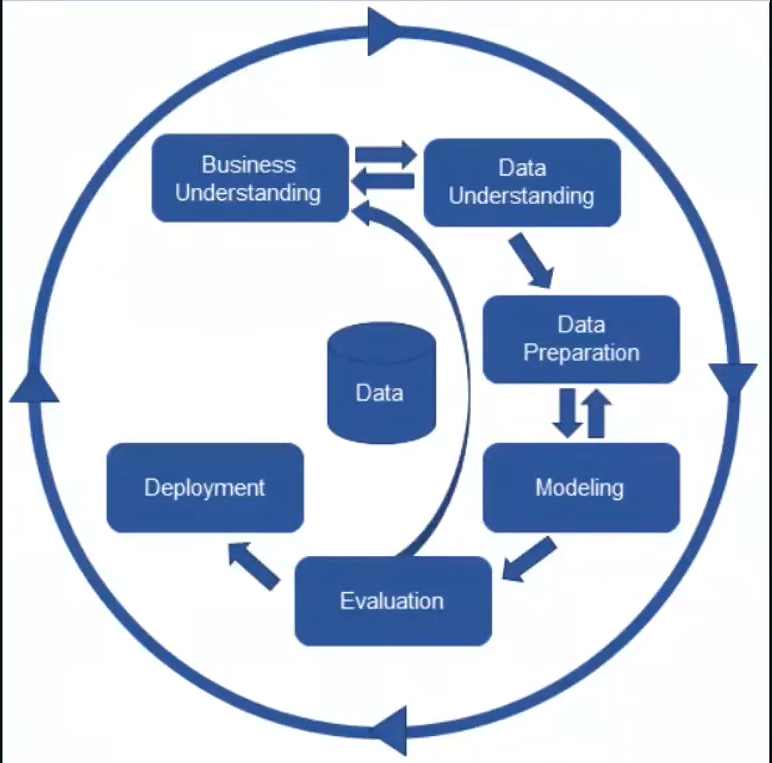 Business
Understanding
Data
Understanding
Data
Preparation
Data
Deployment
Modeling
Evaluation